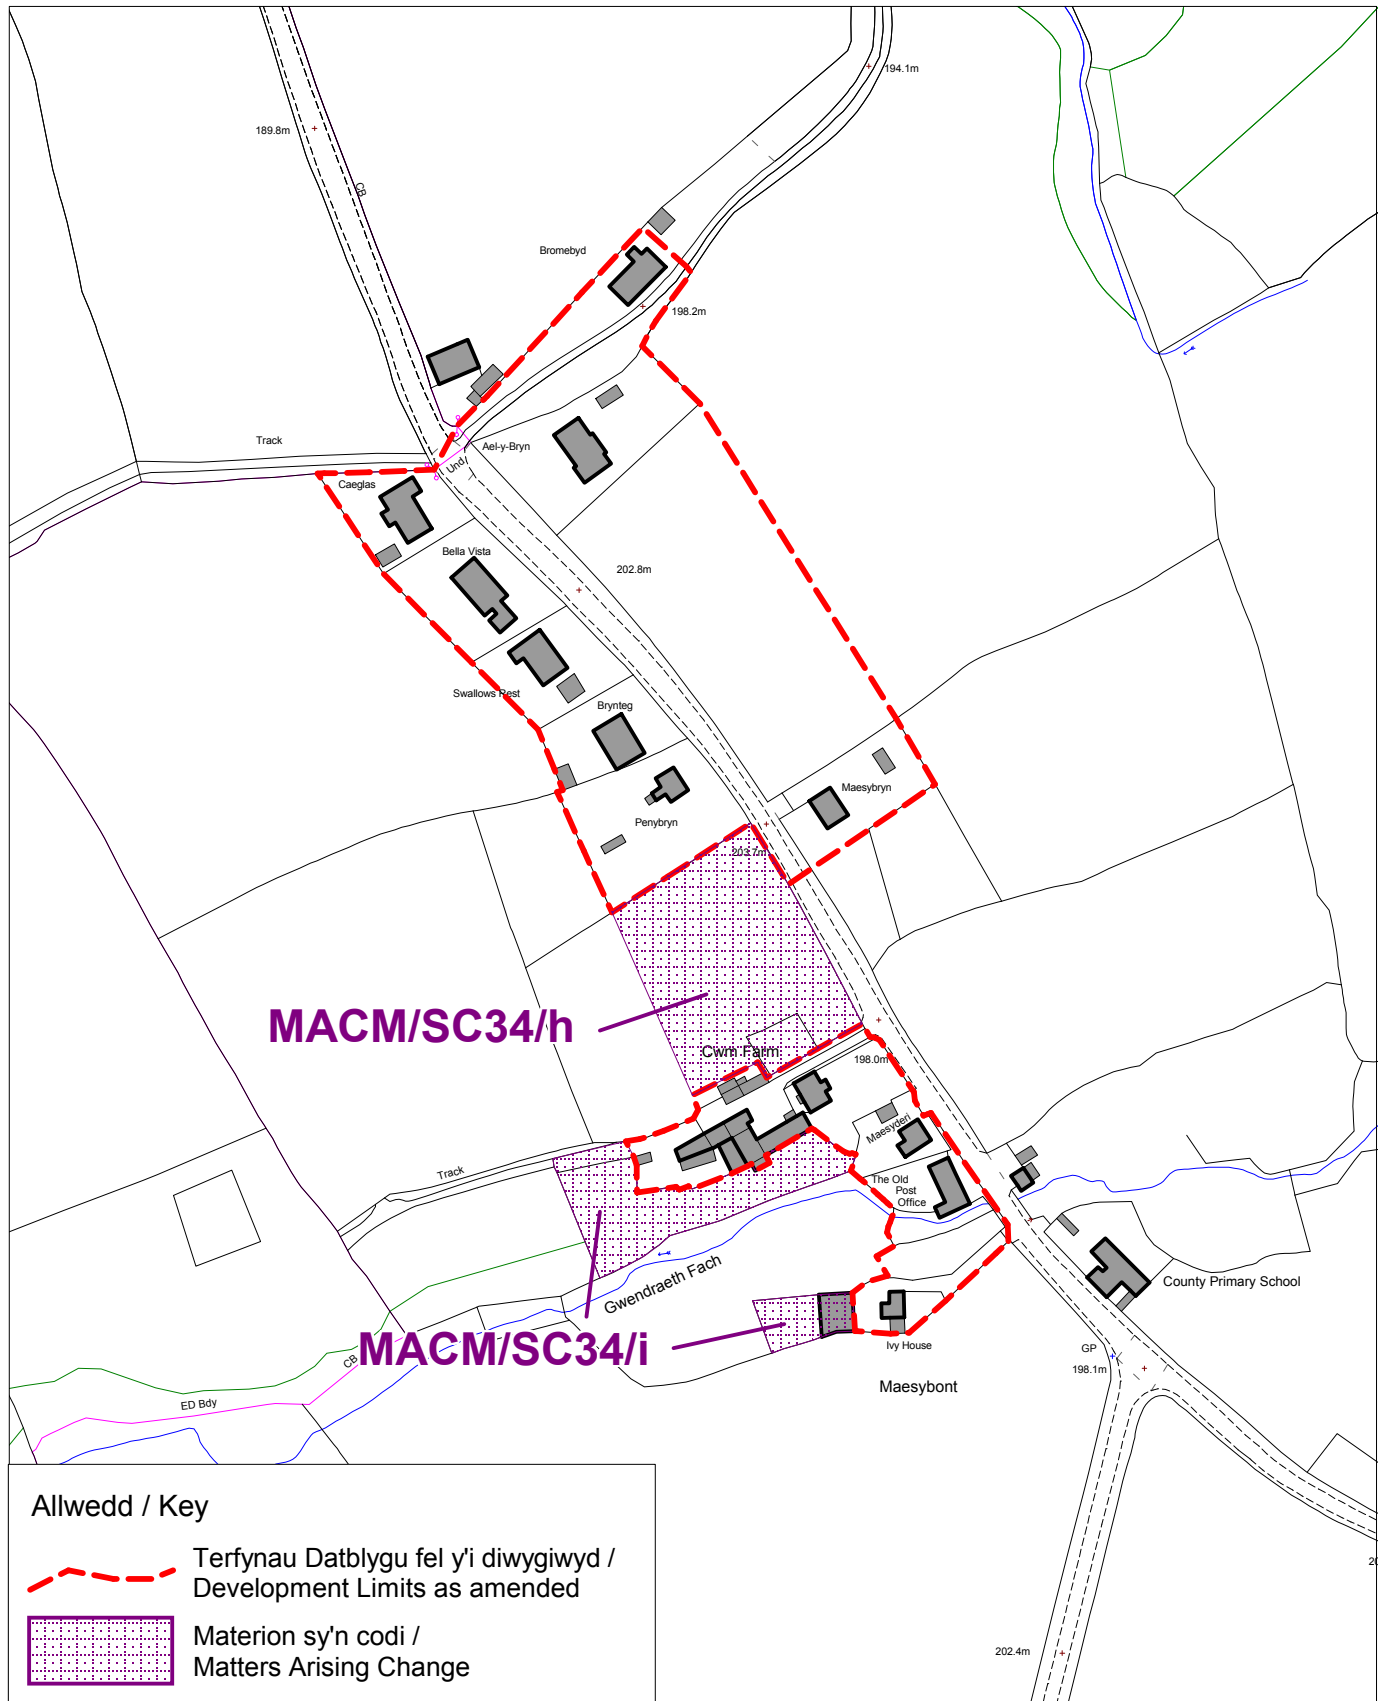 194.1m
189.8m
CB
Bromebyd
198.2m
Track
Ael-y-Bryn
Und
Caeglas
Bella Vista
202.8m
Swallows Rest
Brynteg
Maesybryn
Penybryn
203.7m
MACM/SC34/h
Cwm Farm
198.0m
Maesyderi
Track
The Old
Post
Office
Gwendraeth Fach
County Primary School
MACM/SC34/i
CB
Ivy House
GP
198.1m
Maesybont
ED Bdy
Allwedd / Key
Terfynau Datblygu fel y'i diwygiwyd /
Development Limits as amended
Materion sy'n codi /
Matters Arising Change
202.4m